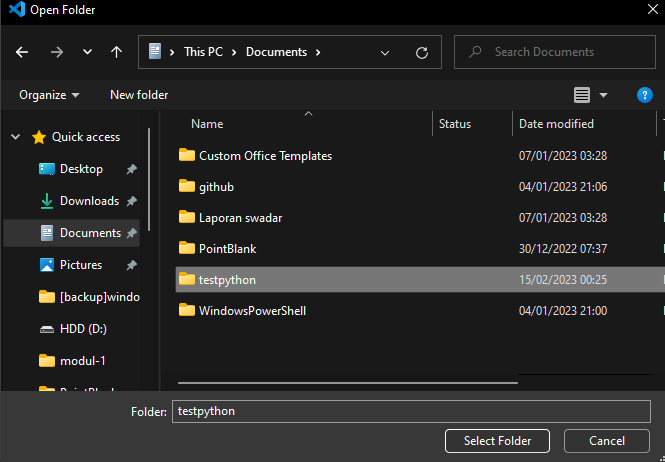 Open Folder
This PC > Documents >
Search Documents
Organize
New folder
?
Name
Status
Date modified
Quick access
Desktop
Downloads
Documents
Pictures
[backup]windo
HDD (D:)
modul-1
Custom Office Templates 07/01/2023 03:28
github 04/01/2023 21:06
Laporan swadar 07/01/2023 03:28
PointBlank 30/12/2022 07:37
testpython 15/02/2023 00:25
WindowsPowerShell 04/01/2023 21:00
Folder: testpython
Select Folder
Cancel